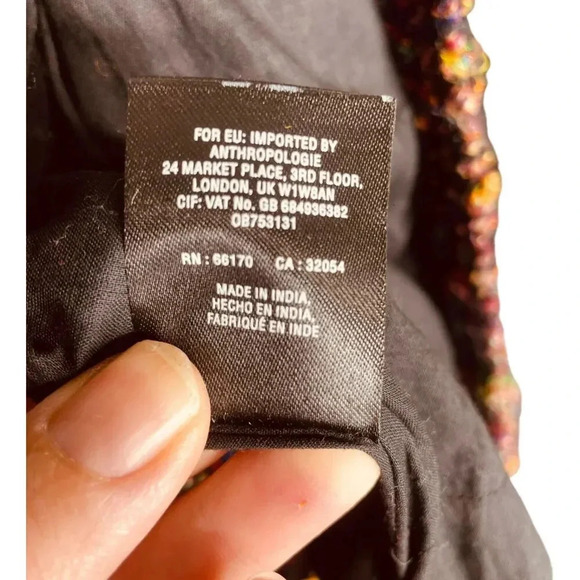 FOR EU: IMPORTED BY
ANTHROPOLOGIE
24 MARKET PLACE, 3RD FLOOR,
LONDON, UK W1W8AN
CIF: VAT No. GB 684936382
OB753131
RN : 66170 CA : 32054
MADE IN INDIA,
HECHO EN INDIA,
FABRIQUÉ EN INDE